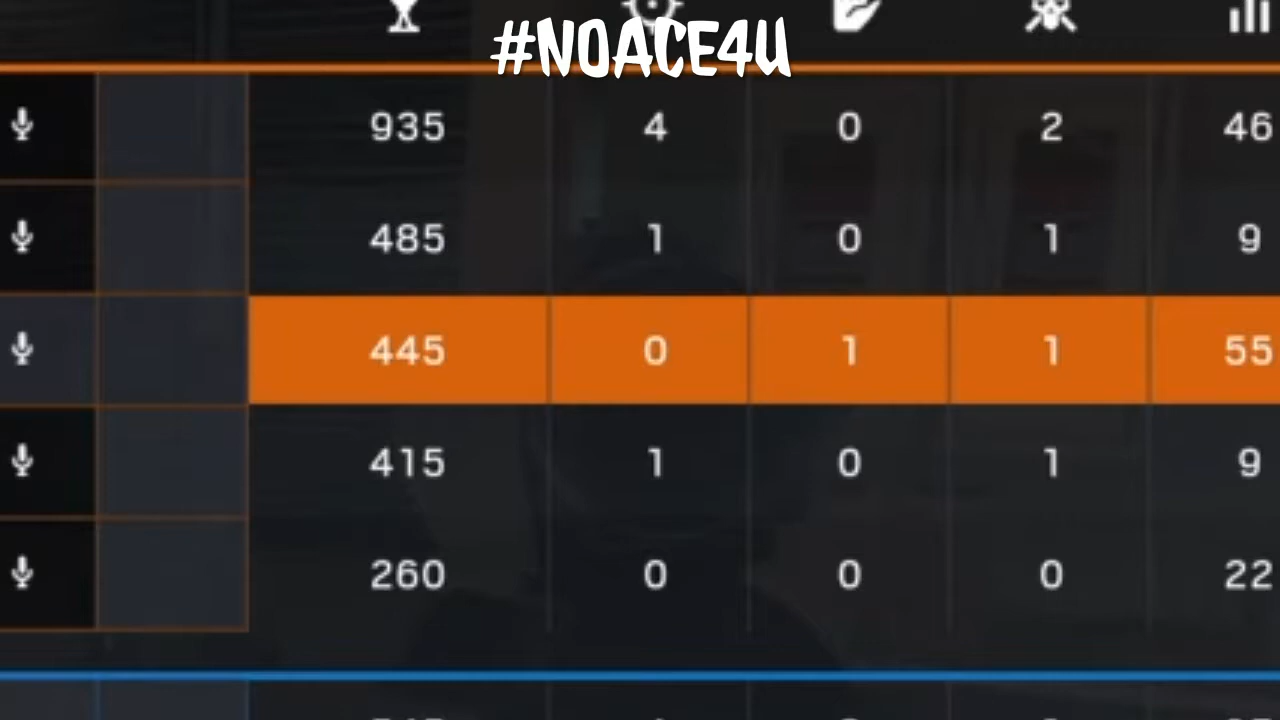 #NOACE4U
935 4 0 2 46
485 1 0 1 9
445 0 1 1 55
415 1 0 1 9
260 0 0 0 22